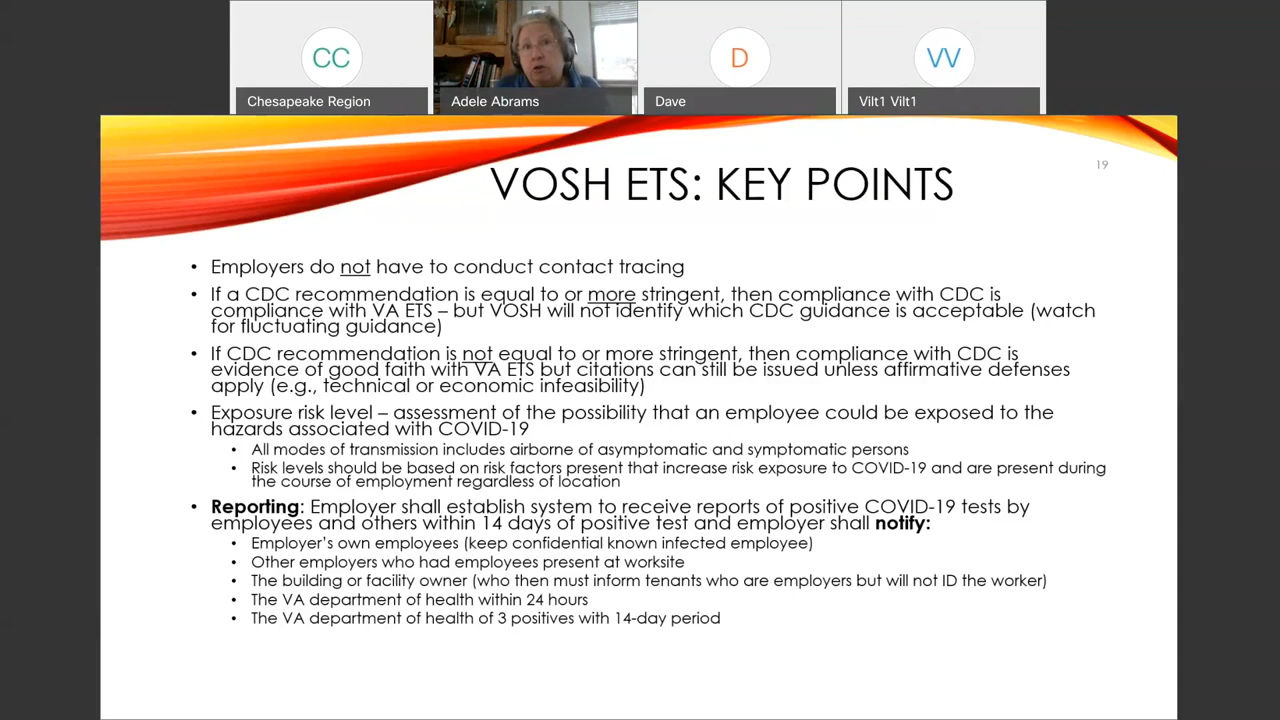 CC
D
VV
Chesapeake Region
Adele Abrams
Dave
Vilt1 Vilt1
19
VOSH ETS: KEY POINTS
• Employers do not have to conduct contact tracing
• If a CDC recommendation is equal to or more stringent, then compliance with CDC is
compliance with VA ETS – but VOSH will not identify which CDC guidance is acceptable (watch
for fluctuating guidance)
• If CDC recommendation is not equal to or more stringent, then compliance with CDC is
evidence of good faith with VA ETS but citations can still be issued unless affirmative defenses
apply (e.g., technical or economic infeasibility)
• Exposure risk level – assessment of the possibility that an employee could be exposed to the
hazards associated with COVID-19
• All modes of transmission includes airborne of asymptomatic and symptomatic persons
• Risk levels should be based on risk factors present that increase risk exposure to COVID-19 and are present during
the course of employment regardless of location
• Reporting: Employer shall establish system to receive reports of positive COVID-19 tests by
employees and others within 14 days of positive test and employer shall notify:
• Employer's own employees (keep confidential known infected employee)
• Other employers who had employees present at worksite
• The building or facility owner (who then must inform tenants who are employers but will not ID the worker)
• The VA department of health within 24 hours
• The VA department of health of 3 positives with 14-day period